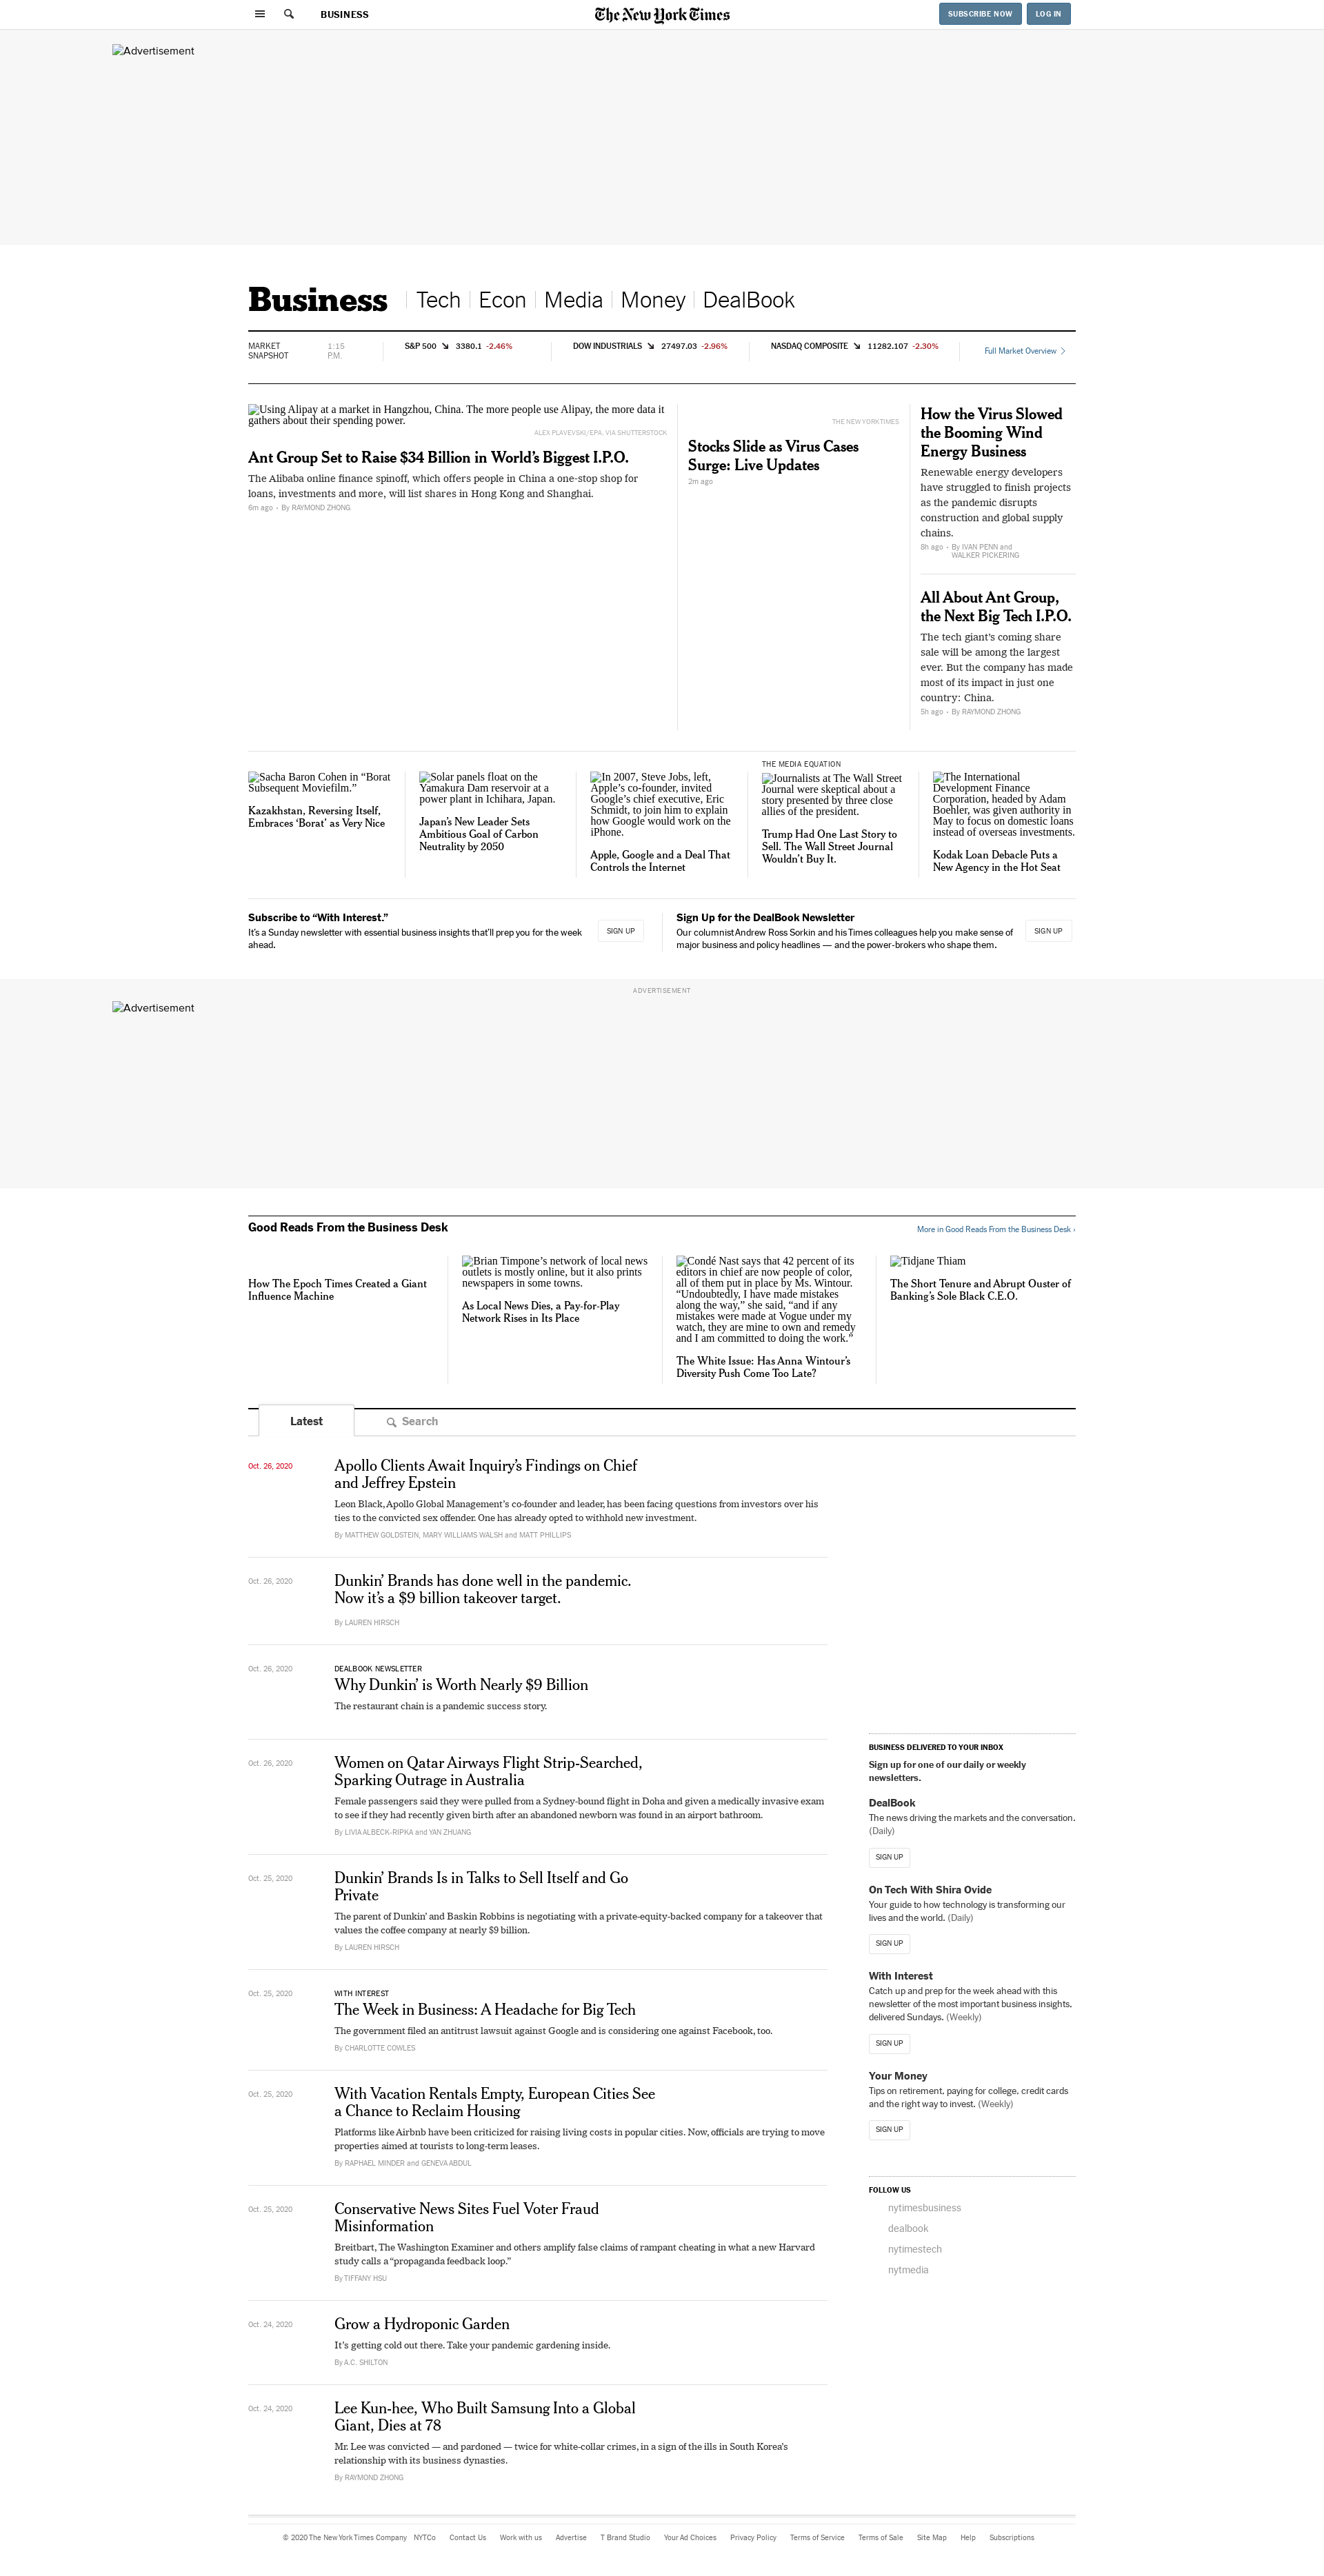 BUSINESS
The New York Times
SUBSCRIBE NOW
LOG IN
Advertisement
Business
Tech
Econ
Media
Money
DealBook
MARKET
SNAPSHOT
1:15
P.M.
S&P 500 3380.1 -2.46%
DOW INDUSTRIALS 27497.03 -2.96%
NASDAQ COMPOSITE 11282.107 -2.30%
Full Market Overview
Using Alipay at a market in Hangzhou, China. The more people use Alipay, the more data it
gathers about their spending power.
ALEX PLAVEVSKI/EPA, VIA SHUTTERSTOCK
Ant Group Set to Raise $34 Billion in World’s Biggest I.P.O.
The Alibaba online finance spinoff, which offers people in China a one-stop shop for
loans, investments and more, will list shares in Hong Kong and Shanghai.
6m ago • By RAYMOND ZHONG
THE NEW YORK TIMES
Stocks Slide as Virus Cases
Surge: Live Updates
2m ago
How the Virus Slowed
the Booming Wind
Energy Business
Renewable energy developers
have struggled to finish projects
as the pandemic disrupts
construction and global supply
chains.
8h ago • By IVAN PENN and
WALKER PICKERING
All About Ant Group,
the Next Big Tech I.P.O.
The tech giant’s coming share
sale will be among the largest
ever. But the company has made
most of its impact in just one
country: China.
5h ago • By RAYMOND ZHONG
Sacha Baron Cohen in “Borat
Subsequent Moviefilm.”
Kazakhstan, Reversing Itself,
Embraces ‘Borat’ as Very Nice
Solar panels float on the
Yamakura Dam reservoir at a
power plant in Ichihara, Japan.
Japan’s New Leader Sets
Ambitious Goal of Carbon
Neutrality by 2050
In 2007, Steve Jobs, left,
Apple’s co-founder, invited
Google’s chief executive, Eric
Schmidt, to join him to explain
how Google would work on the
iPhone.
Apple, Google and a Deal That
Controls the Internet
THE MEDIA EQUATION
Journalists at The Wall Street
Journal were skeptical about a
story presented by three close
allies of the president.
Trump Had One Last Story to
Sell. The Wall Street Journal
Wouldn’t Buy It.
The International
Development Finance
Corporation, headed by Adam
Boehler, was given authority in
May to focus on domestic loans
instead of overseas investments.
Kodak Loan Debacle Puts a
New Agency in the Hot Seat
Subscribe to “With Interest.”
It’s a Sunday newsletter with essential business insights that’ll prep you for the week
ahead.
SIGN UP
Sign Up for the DealBook Newsletter
Our columnist Andrew Ross Sorkin and his Times colleagues help you make sense of
major business and policy headlines — and the power-brokers who shape them.
SIGN UP
ADVERTISEMENT
Advertisement
Good Reads From the Business Desk
More in Good Reads From the Business Desk ›
How The Epoch Times Created a Giant
Influence Machine
Brian Timpone’s network of local news
outlets is mostly online, but it also prints
newspapers in some towns.
As Local News Dies, a Pay-for-Play
Network Rises in Its Place
Condé Nast says that 42 percent of its
editors in chief are now people of color,
all of them put in place by Ms. Wintour.
“Undoubtedly, I have made mistakes
along the way,” she said, “and if any
mistakes were made at Vogue under my
watch, they are mine to own and remedy
and I am committed to doing the work.”
The White Issue: Has Anna Wintour’s
Diversity Push Come Too Late?
Tidjane Thiam
The Short Tenure and Abrupt Ouster of
Banking’s Sole Black C.E.O.
Latest
Search
Oct. 26, 2020
Apollo Clients Await Inquiry’s Findings on Chief
and Jeffrey Epstein
Leon Black, Apollo Global Management’s co-founder and leader, has been facing questions from investors over his
ties to the convicted sex offender. One has already opted to withhold new investment.
By MATTHEW GOLDSTEIN, MARY WILLIAMS WALSH and MATT PHILLIPS
Oct. 26, 2020
Dunkin’ Brands has done well in the pandemic.
Now it’s a $9 billion takeover target.
By LAUREN HIRSCH
Oct. 26, 2020
DEALBOOK NEWSLETTER
Why Dunkin’ is Worth Nearly $9 Billion
The restaurant chain is a pandemic success story.
Oct. 26, 2020
Women on Qatar Airways Flight Strip-Searched,
Sparking Outrage in Australia
Female passengers said they were pulled from a Sydney-bound flight in Doha and given a medically invasive exam
to see if they had recently given birth after an abandoned newborn was found in an airport bathroom.
By LIVIA ALBECK-RIPKA and YAN ZHUANG
Oct. 25, 2020
Dunkin’ Brands Is in Talks to Sell Itself and Go
Private
The parent of Dunkin’ and Baskin Robbins is negotiating with a private-equity-backed company for a takeover that
values the coffee company at nearly $9 billion.
By LAUREN HIRSCH
Oct. 25, 2020
WITH INTEREST
The Week in Business: A Headache for Big Tech
The government filed an antitrust lawsuit against Google and is considering one against Facebook, too.
By CHARLOTTE COWLES
Oct. 25, 2020
With Vacation Rentals Empty, European Cities See
a Chance to Reclaim Housing
Platforms like Airbnb have been criticized for raising living costs in popular cities. Now, officials are trying to move
properties aimed at tourists to long-term leases.
By RAPHAEL MINDER and GENEVA ABDUL
Oct. 25, 2020
Conservative News Sites Fuel Voter Fraud
Misinformation
Breitbart, The Washington Examiner and others amplify false claims of rampant cheating in what a new Harvard
study calls a “propaganda feedback loop.”
By TIFFANY HSU
Oct. 24, 2020
Grow a Hydroponic Garden
It’s getting cold out there. Take your pandemic gardening inside.
By A.C. SHILTON
Oct. 24, 2020
Lee Kun-hee, Who Built Samsung Into a Global
Giant, Dies at 78
Mr. Lee was convicted — and pardoned — twice for white-collar crimes, in a sign of the ills in South Korea’s
relationship with its business dynasties.
By RAYMOND ZHONG
BUSINESS DELIVERED TO YOUR INBOX
Sign up for one of our daily or weekly
newsletters.
DealBook
The news driving the markets and the conversation.
(Daily)
SIGN UP
On Tech With Shira Ovide
Your guide to how technology is transforming our
lives and the world. (Daily)
SIGN UP
With Interest
Catch up and prep for the week ahead with this
newsletter of the most important business insights,
delivered Sundays. (Weekly)
SIGN UP
Your Money
Tips on retirement, paying for college, credit cards
and the right way to invest. (Weekly)
SIGN UP
FOLLOW US
nytimesbusiness
dealbook
nytimestech
nytmedia
© 2020 The New York Times Company NYTCo Contact Us Work with us Advertise T Brand Studio Your Ad Choices Privacy Policy Terms of Service Terms of Sale Site Map Help Subscriptions